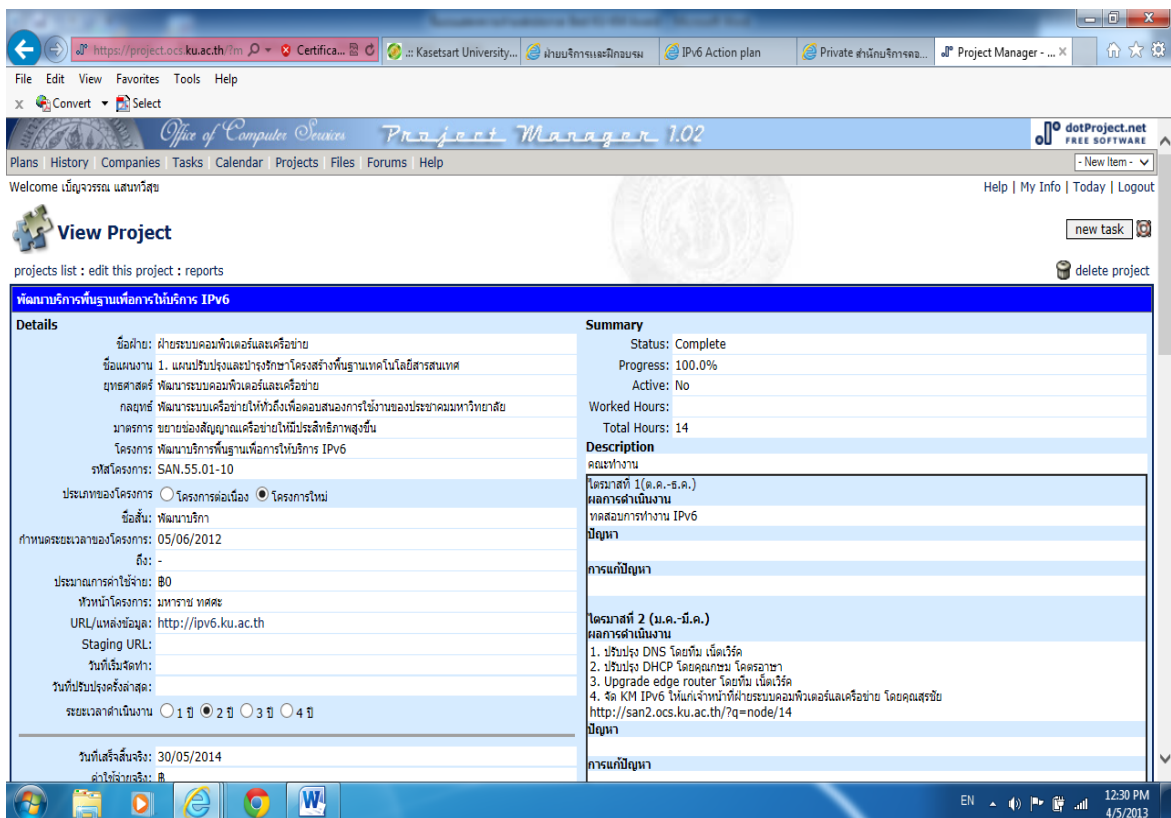 https://project.ocs.ku.ac.th/?m
Certifica...
.:: Kasetsart University...
ฝ่ายบริการและฝึกอบรม
IPv6 Action plan
Private สำนักบริการคอ...
Project Manager - ...
File Edit View Favorites Tools Help
x Convert Select
Office of Computer Services Project Manager 1.02
dotProject.net
FREE SOFTWARE
Plans | History | Companies | Tasks | Calendar | Projects | Files | Forums | Help
- New Item -
Welcome เบ็ญจวรรณ แสนทวีสุข
Help | My Info | Today | Logout
View Project
new task
projects list : edit this project : reports
delete project
พัฒนาบริการพื้นฐานเพื่อการให้บริการ IPv6
Details
ชื่อฝ่าย: ฝ่ายระบบคอมพิวเตอร์และเครือข่าย
ชื่อแผนงาน 1. แผนปรับปรุงและบำรุงรักษาโครงสร้างพื้นฐานเทคโนโลยีสารสนเทศ
ยุทธศาสตร์ พัฒนาระบบคอมพิวเตอร์และเครือข่าย
กลยุทธ์ พัฒนาระบบเครือข่ายให้ทั่วถึงเพื่อตอบสนองการใช้งานของประชาคมมหาวิทยาลัย
มาตรการ ขยายช่องสัญญาณเครือข่ายให้มีประสิทธิภาพสูงขึ้น
โครงการ พัฒนาบริการพื้นฐานเพื่อการให้บริการ IPv6
รหัสโครงการ: SAN.55.01-10
ประเภทของโครงการ โครงการต่อเนื่อง โครงการใหม่
ชื่อสั้น: พัฒนาบริกา
กำหนดระยะเวลาของโครงการ: 05/06/2012
ถึง: -
ประมาณการค่าใช้จ่าย: ฿0
หัวหน้าโครงการ: มหาราช ทศศะ
URL/แหล่งข้อมูล: http://ipv6.ku.ac.th
Staging URL:
วันที่เริ่มจัดทำ:
วันที่ปรับปรุงครั้งล่าสุด:
ระยะเวลาดำเนินงาน 1 ปี 2 ปี 3 ปี 4 ปี
วันที่เสร็จสิ้นจริง: 30/05/2014
ค่าใช้จ่ายจริง: ฿
Summary
Status: Complete
Progress: 100.0%
Active: No
Worked Hours:
Total Hours: 14
Description
คณะทำงาน
ไตรมาสที่ 1(ต.ค.-ธ.ค.)
ผลการดำเนินงาน
ทดสอบการทำงาน IPv6
ปัญหา
การแก้ปัญหา
ไตรมาสที่ 2 (ม.ค.-มี.ค.)
ผลการดำเนินงาน
1. ปรับปรุง DNS โดยทีม เน็ตเวิร์ค
2. ปรับปรุง DHCP โดยคุณกษม โคตรอาษา
3. Upgrade edge router โดยทีม เน็ตเวิร์ค
4. จัด KM IPv6 ให้แก่เจ้าหน้าที่ฝ่ายระบบคอมพิวเตอร์แลเครือข่าย โดยคุณสุรชัย
http://san2.ocs.ku.ac.th/?q=node/14
ปัญหา
การแก้ปัญหา
EN
12:30 PM
4/5/2013